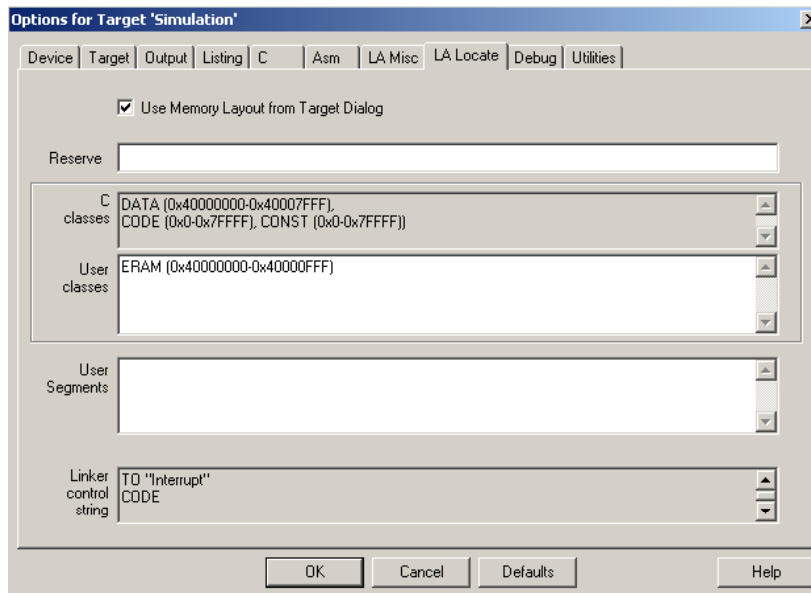 Options for Target 'Simulation'
Device Target Output Listing C Asm LA Misc LA Locate Debug Utilities
Use Memory Layout from Target Dialog
Reserve
C classes
DATA (0x40000000-0x40007FFF),
CODE (0x0-0x7FFFF), CONST (0x0-0x7FFFF))
User classes
ERAM (0x40000000-0x40000FFF)
User Segments
Linker control string
TO "Interrupt"
CODE
OK Cancel Defaults Help